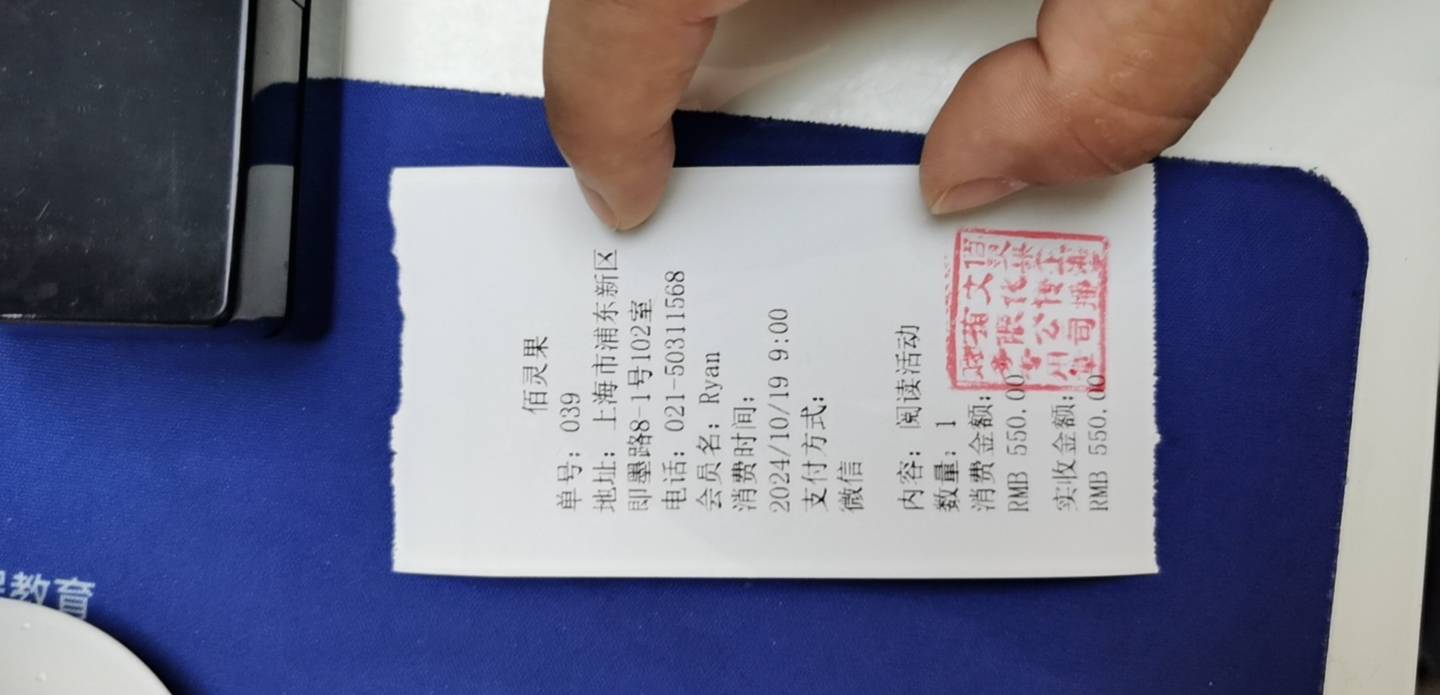 佰灵果
单号：039
地址：上海市浦东新区
即墨路8-1号102室
电话：021-50311568
会员名：Ryan
消费时间：
2024/10/19 9:00
支付方式：
微信
内容：阅读活动
数量：1
消费金额：
RMB 550.00
实收金额：
RMB 550.00
教育